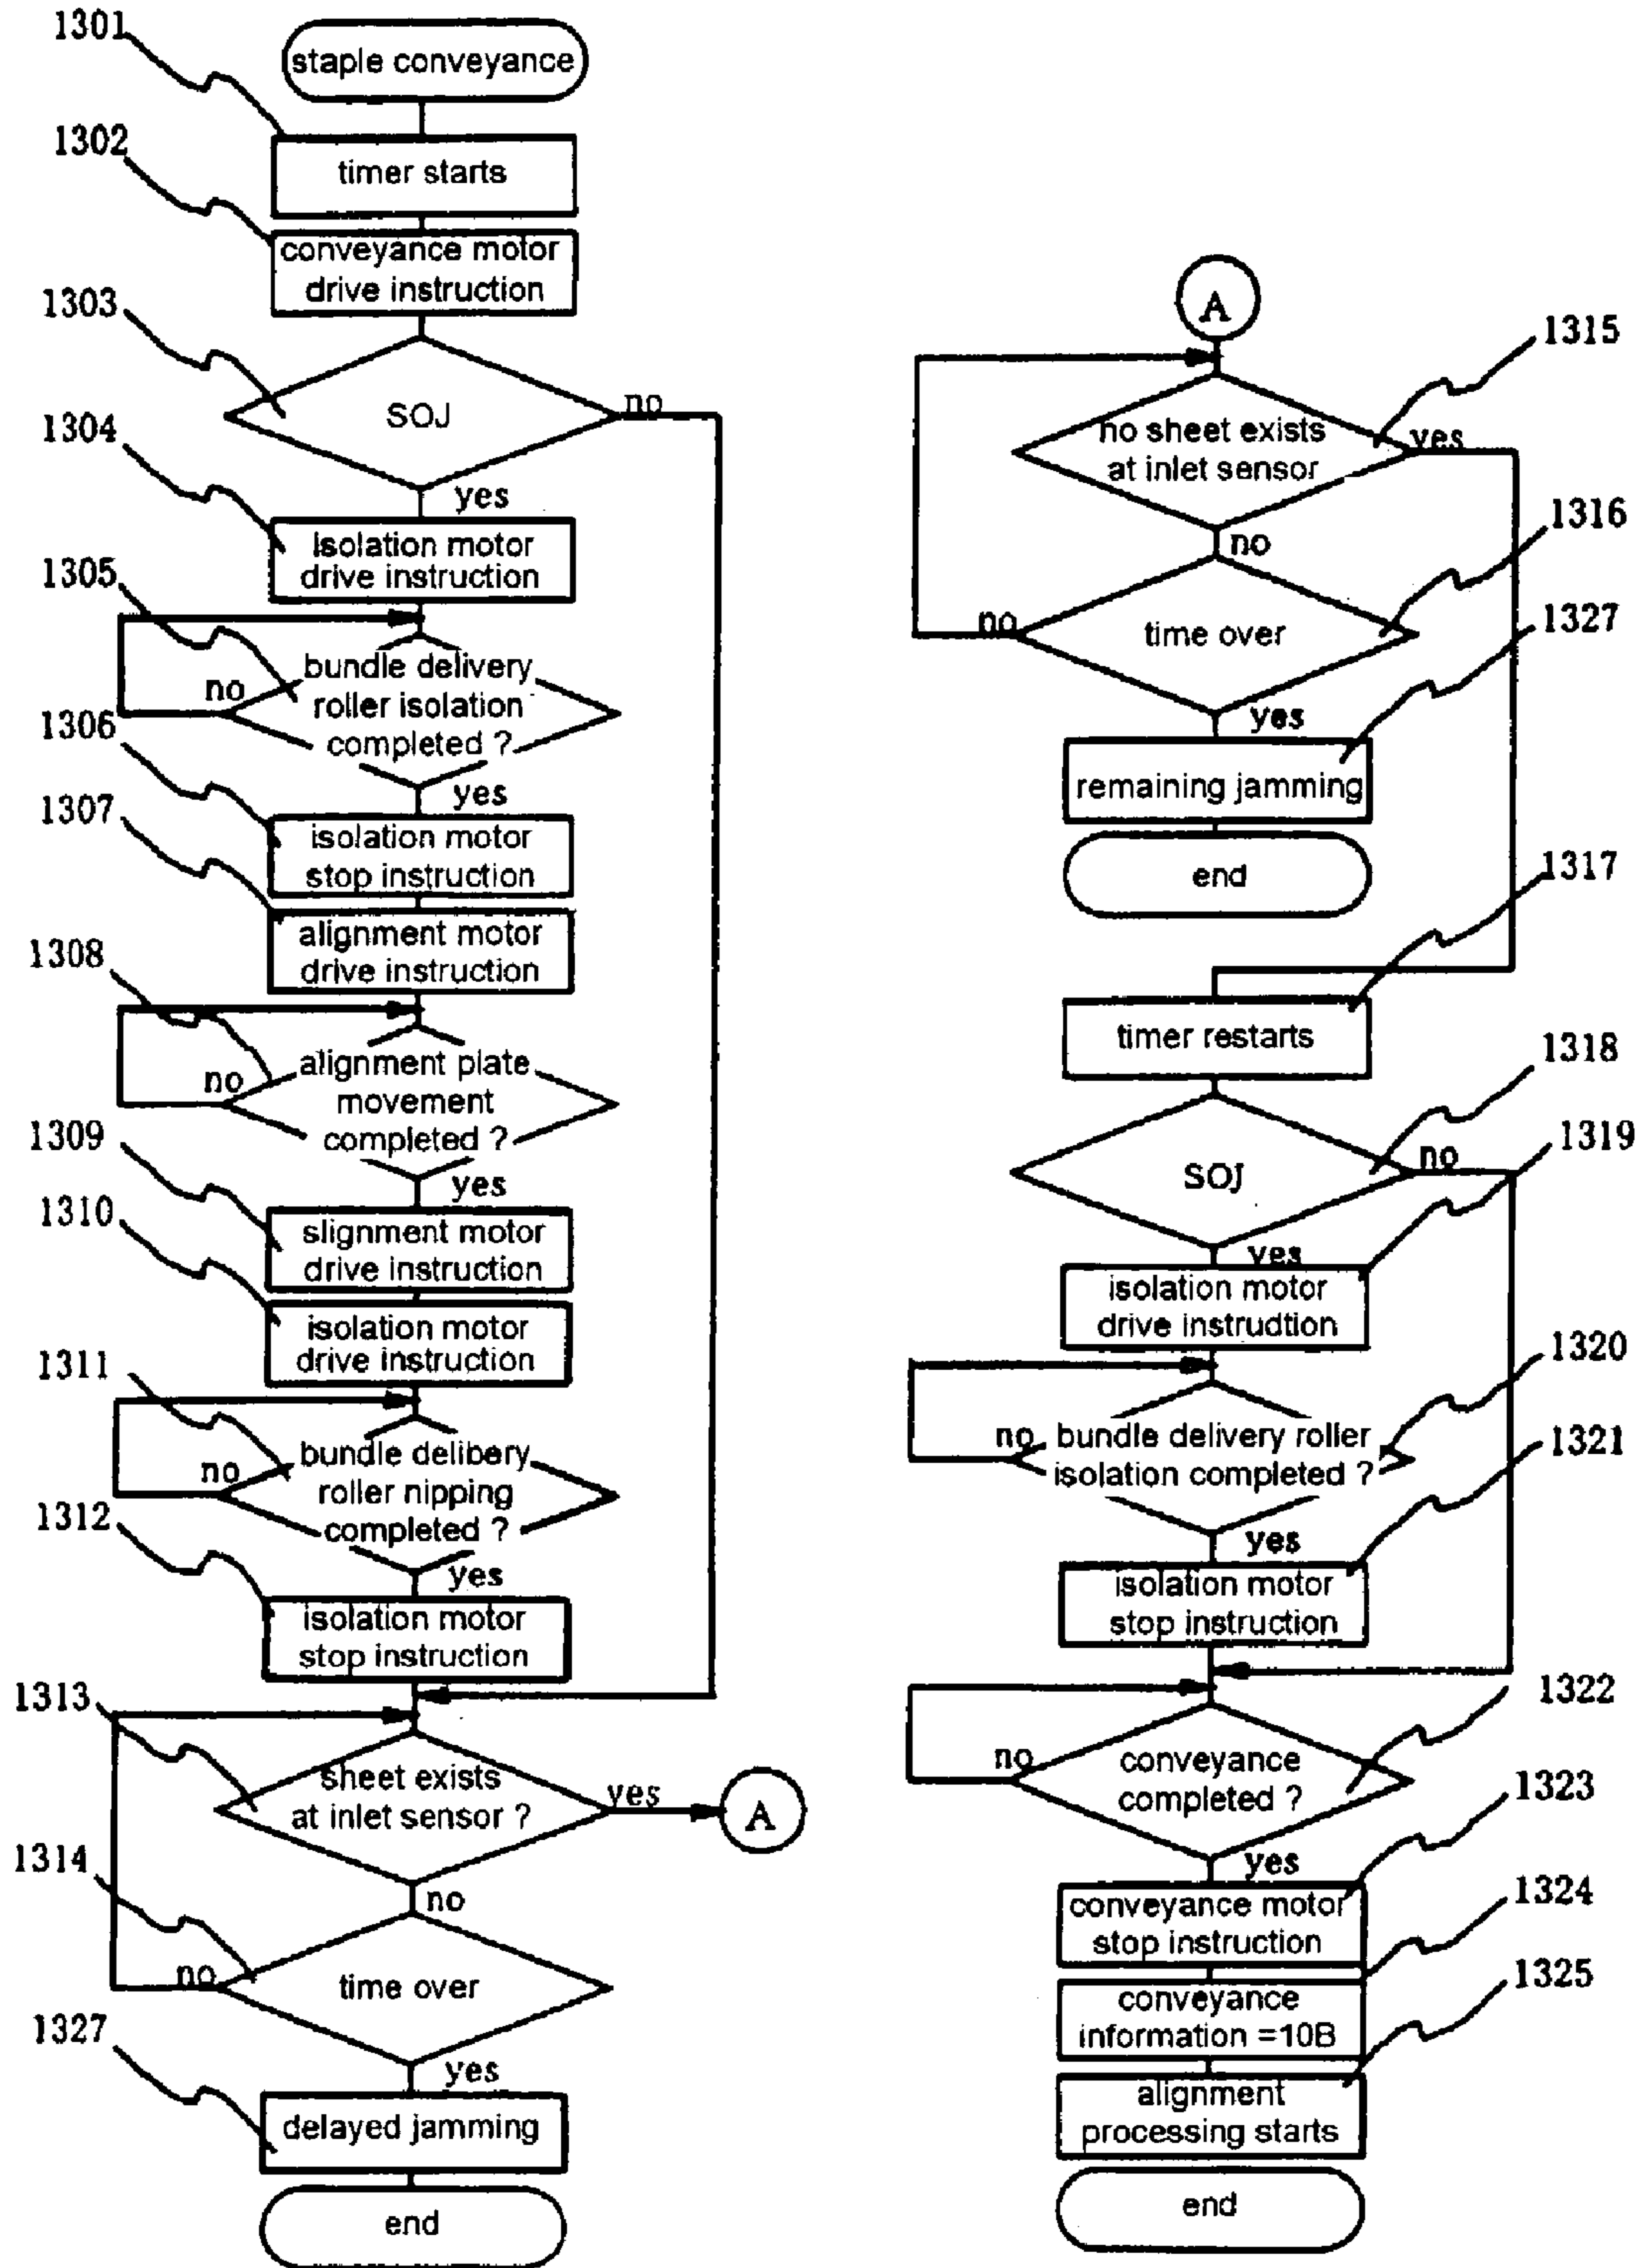 1301
staple conveyance
timer starts
1302
conveyance motor
drive instruction
1303
SOJ
no
yes
1304
isolation motor
drive instruction
1305
bundle delivery
roller isolation
completed ?
no
yes
1306
isolation motor
stop instruction
1307
alignment motor
drive instruction
1308
alignment plate
movement
completed ?
no
yes
1309
slignment motor
drive instruction
1310
isolation motor
drive instruction
1311
bundle delibery
roller nipping
completed ?
no
yes
1312
isolation motor
stop instruction
1313
sheet exists
at inlet sensor ?
yes
A
no
1314
time over
no
yes
1327
delayed jamming
end
A
1315
no sheet exists
at inlet sensor
yes
no
1316
time over
no
yes
1327
remaining jamming
end
1317
timer restarts
1318
SOJ
no
yes
1319
isolation motor
drive instrudtion
1320
bundle delivery roller
isolation completed ?
no
yes
1321
isolation motor
stop instruction
1322
conveyance
completed ?
no
yes
1323
conveyance motor
stop instruction
1324
conveyance
information =10B
1325
alignment
processing starts
end